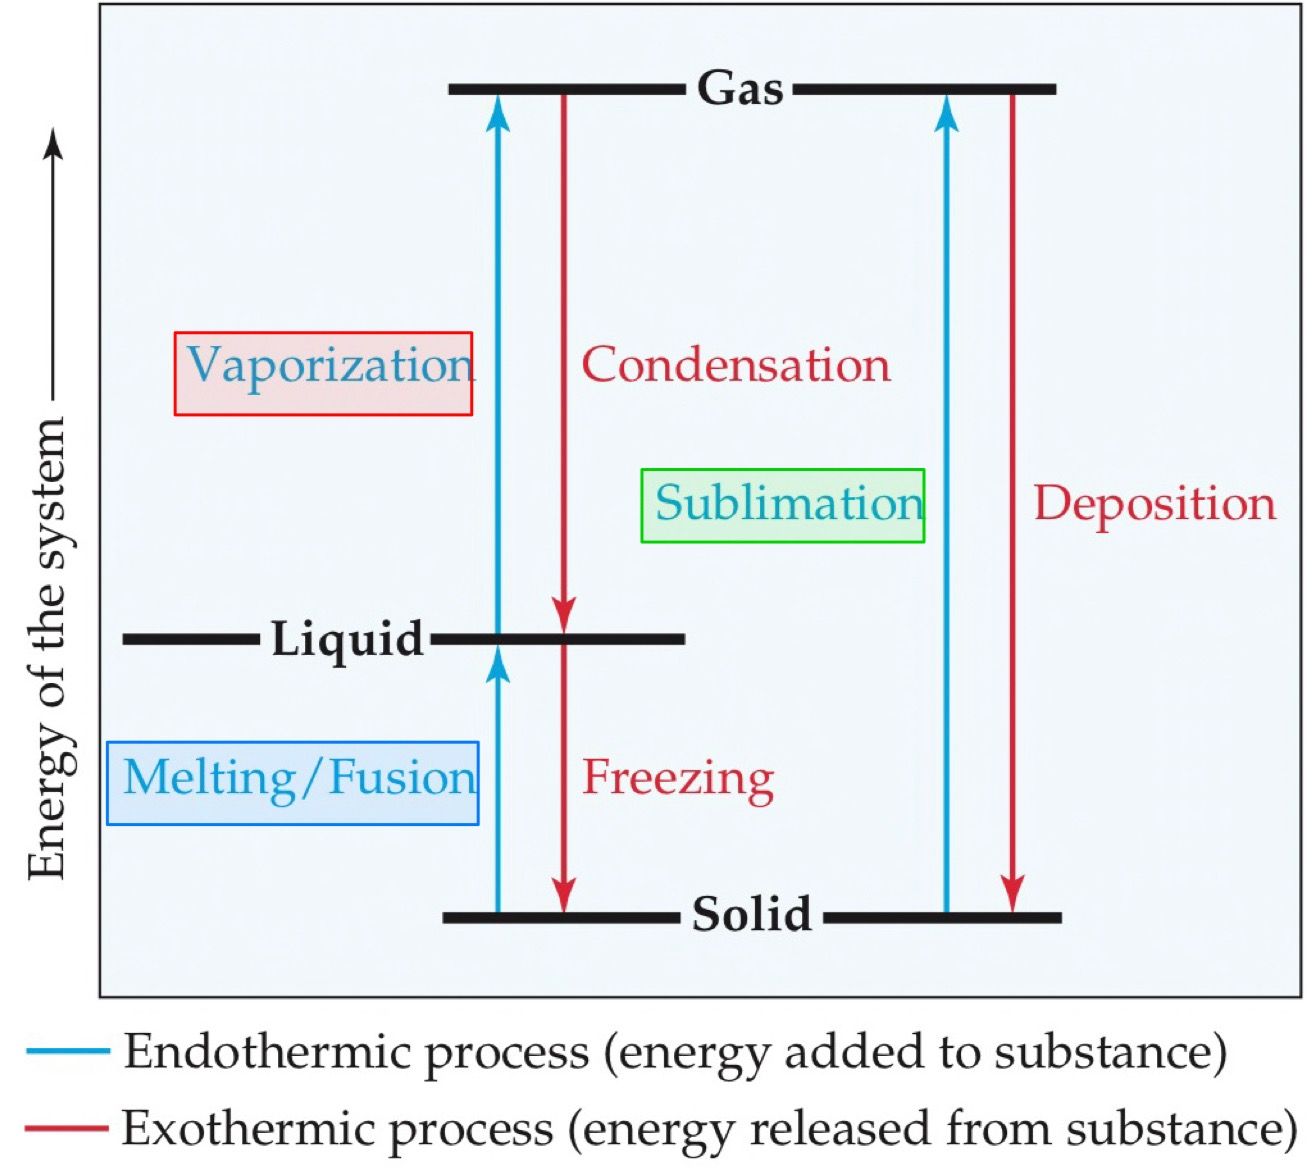 Gas
Vaporization
Condensation
Sublimation
Deposition
Energy of the system
Liquid
Melting/Fusion
Freezing
Solid
Endothermic process (energy added to substance)
Exothermic process (energy released from substance)